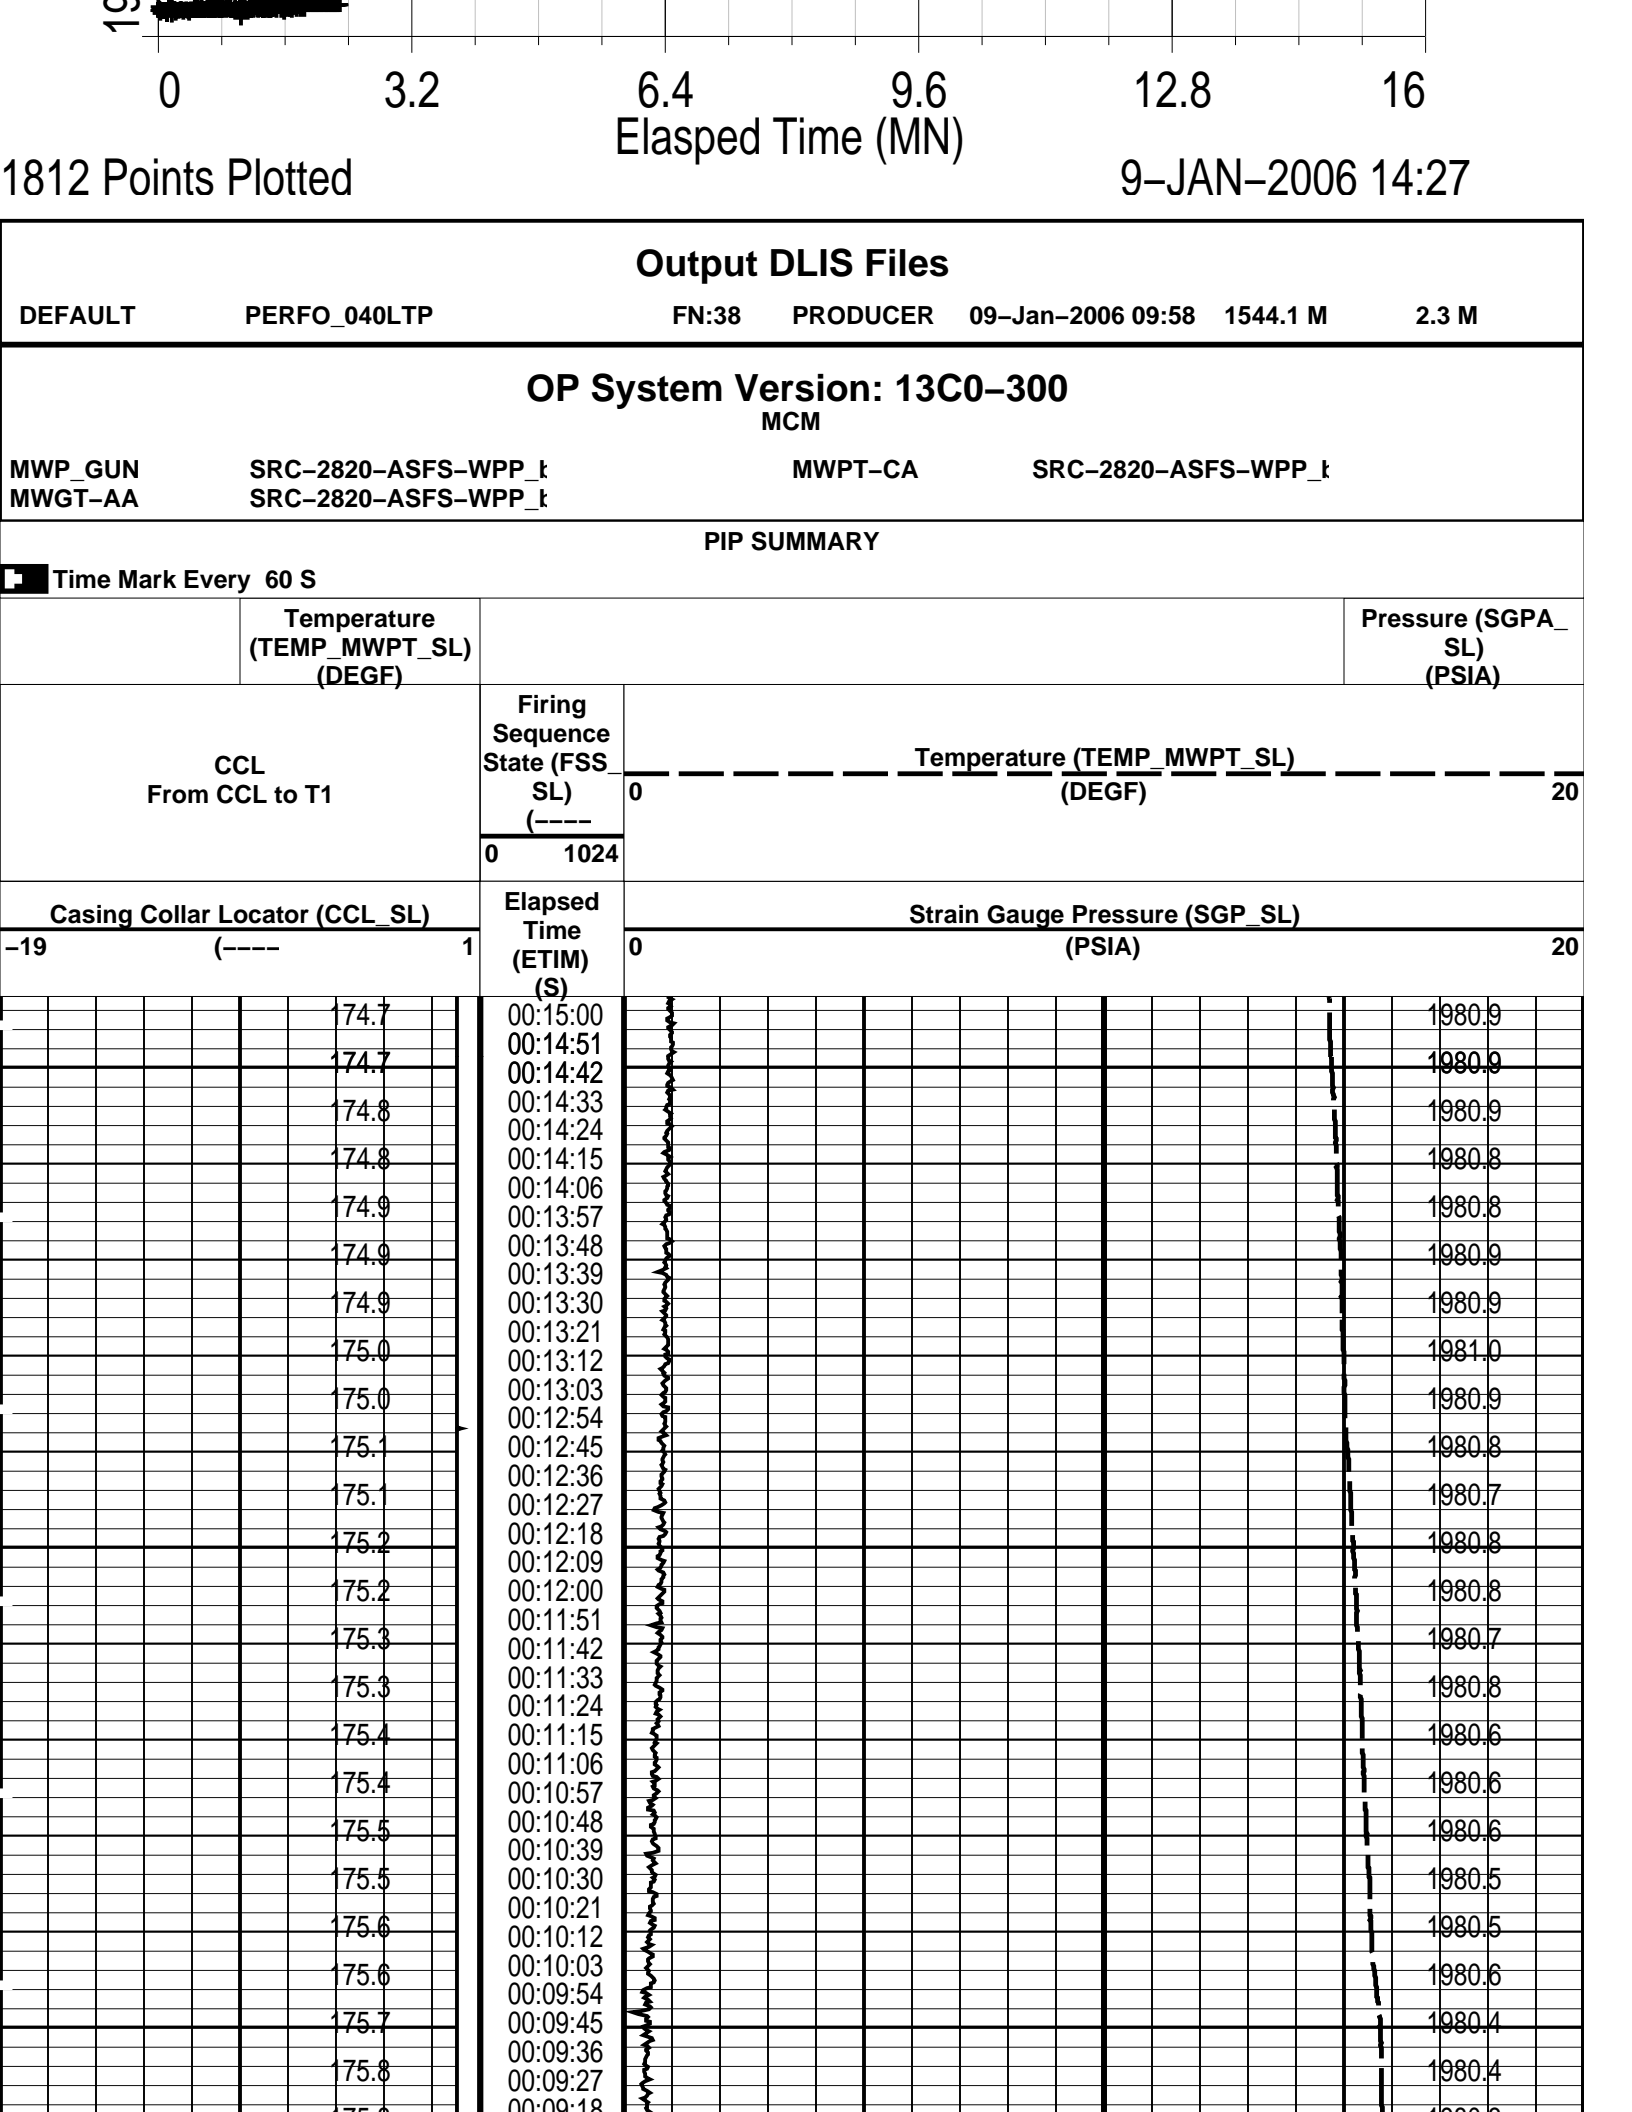 19
0 3.2 6.4 9.6 12.8 16
Elasped Time (MN)
1812 Points Plotted 9–JAN–2006 14:27
Output DLIS Files
DEFAULT PERFO_040LTP FN:38 PRODUCER 09–Jan–2006 09:58 1544.1 M 2.3 M
OP System Version: 13C0–300
MCM
MWP_GUN SRC–2820–ASFS–WPP_b MWPT–CA SRC–2820–ASFS–WPP_b
MWGT–AA SRC–2820–ASFS–WPP_b
PIP SUMMARY
Time Mark Every 60 S
Temperature
(TEMP_MWPT_SL)
(DEGF)
Pressure (SGPA_
SL)
(PSIA)
CCL
From CCL to T1
Firing
Sequence
State (FSS_
SL)
(––––
0 1024
Temperature (TEMP_MWPT_SL)
0 (DEGF) 20
Casing Collar Locator (CCL_SL)
–19 (–––– 1
Elapsed
Time
(ETIM)
(S)
Strain Gauge Pressure (SGP_SL)
0 (PSIA) 20
174.7 00:15:00 1980.9
00:14:51
174.7 00:14:42 1980.9
174.8 00:14:33 1980.9
00:14:24
174.8 00:14:15 1980.8
00:14:06
174.9 00:13:57 1980.8
174.9 00:13:48 1980.9
00:13:39
174.9 00:13:30 1980.9
00:13:21
175.0 00:13:12 1981.0
175.0 00:13:03 1980.9
00:12:54
175.1 00:12:45 1980.8
00:12:36
175.1 00:12:27 1980.7
175.2 00:12:18 1980.8
00:12:09
175.2 00:12:00 1980.8
00:11:51
175.3 00:11:42 1980.7
175.3 00:11:33 1980.8
00:11:24
175.4 00:11:15 1980.6
00:11:06
175.4 00:10:57 1980.6
175.5 00:10:48 1980.6
00:10:39
175.5 00:10:30 1980.5
00:10:21
175.6 00:10:12 1980.5
175.6 00:10:03 1980.6
00:09:54
175.7 00:09:45 1980.4
00:09:36
175.8 00:09:27 1980.4
00:09:18